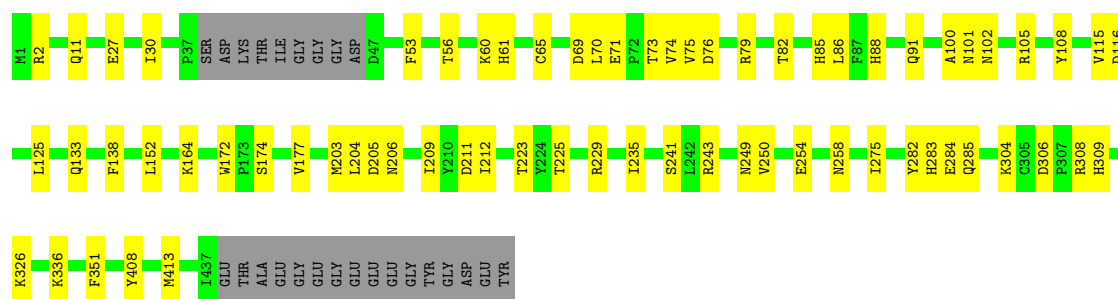 M1 R2 Q11 E27 I30 P37 SER ASP LYS THR ILE GLY GLY GLY ASP D47 F53 T56 K60 H61 C65 D69 L70 E71 P72 T73 V74 V75 D76 R79 T82 H85 L86 F87 H88 Q91 A100 N101 N102 R105 Y108 V115 D116
L125 Q133 F138 L152 K164 W172 P173 S174 V177 M203 L204 D205 N206 I209 Y210 D211 I212 T223 Y224 T225 R229 I235 S241 L242 R243 N249 V250 E254 N258 I275 Y282 H283 E284 Q285 K304 C305 D306 P307 R308 H309
K326 K336 F351 Y408 M413 I437 GLU THR ALA GLU GLY GLU GLY GLU GLU GLU GLY TYR GLY ASP GLU TYR